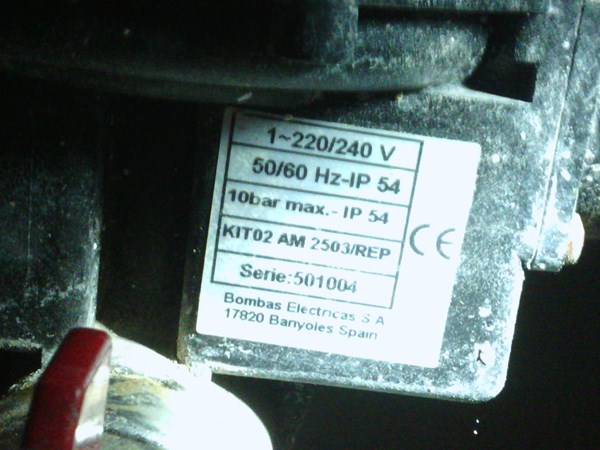 1~220/240 V
50/60 Hz-IP 54
10bar max.- IP 54
KIT02 AM 2503/REP
CE
Serie:501004
Bombas Electricas S.A
17820 Banyoles Spain